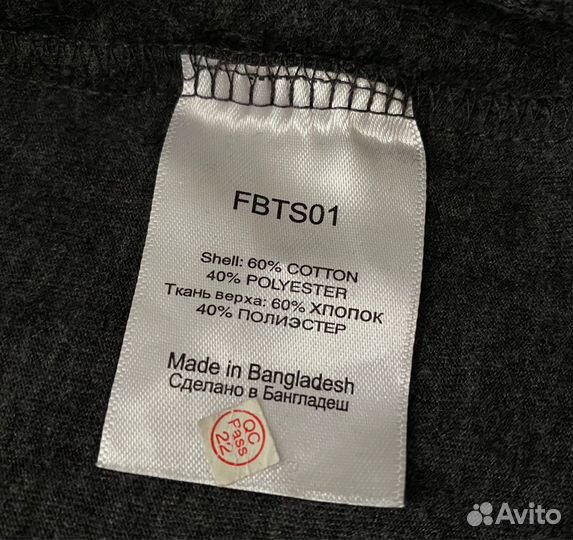 FBTS01
Shell: 60% COTTON
40% POLYESTER
Ткань верха: 60% ХЛОПОК
40% ПОЛИЭСТЕР
Made in Bangladesh
Сделано в Бангладеш
QC
Pass
22
Avito